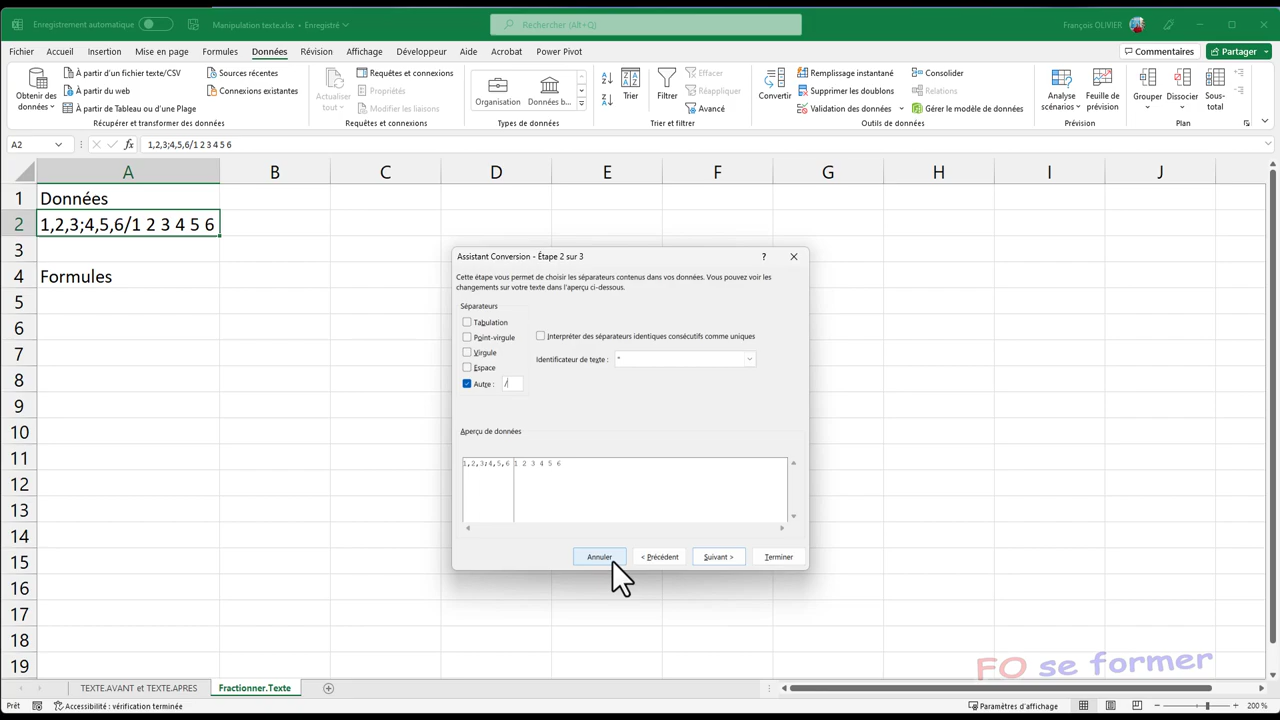 Enregistrement automatique
Manipulation texte.xlsx • Enregistré
Rechercher (Alt+Q)
François OLIVIER
Fichier Accueil Insertion Mise en page Formules Données Révision Affichage Développeur Aide Acrobat Power Pivot
Commentaires
Partager
Obtenir des données
À partir d'un fichier texte/CSV
À partir du web
À partir de Tableau ou d'une Plage
Sources récentes
Connexions existantes
Récupérer et transformer des données
Actualiser tout
Requêtes et connexions
Propriétés
Modifier les liaisons
Requêtes et connexions
Organisation
Données b...
Types de données
Trier
Filtrer
Effacer
Réappliquer
Avancé
Trier et filtrer
Convertir
Remplissage instantané
Supprimer les doublons
Validation des données
Consolider
Relations
Gérer le modèle de données
Outils de données
Analyse scénarios
Feuille de prévision
Prévision
Grouper
Dissocier
Sous-total
Plan
A2
fx
1,2,3;4,5,6/1 2 3 4 5 6
A B C D E F G H I J
1 Données
2 1,2,3;4,5,6/1 2 3 4 5 6
3
4 Formules
5
6
7
8
9
10
11
12
13
14
15
16
17
18
19
Assistant Conversion - Étape 2 sur 3
?
Cette étape vous permet de choisir les séparateurs contenus dans vos données. Vous pouvez voir les
changements sur votre texte dans l'aperçu ci-dessous.
Séparateurs
Tabulation
Point-virgule
Virgule
Espace
Autre : /
Interpréter des séparateurs identiques consécutifs comme uniques
Identificateur de texte : "
Aperçu de données
1,2,3;4,5,6 1 2 3 4 5 6
Annuler
< Précédent
Suivant >
Terminer
FO se former
TEXTE.AVANT et TEXTE.APRES
Fractionner.Texte
Prêt
Accessibilité : vérification terminée
Paramètres d'affichage
200 %